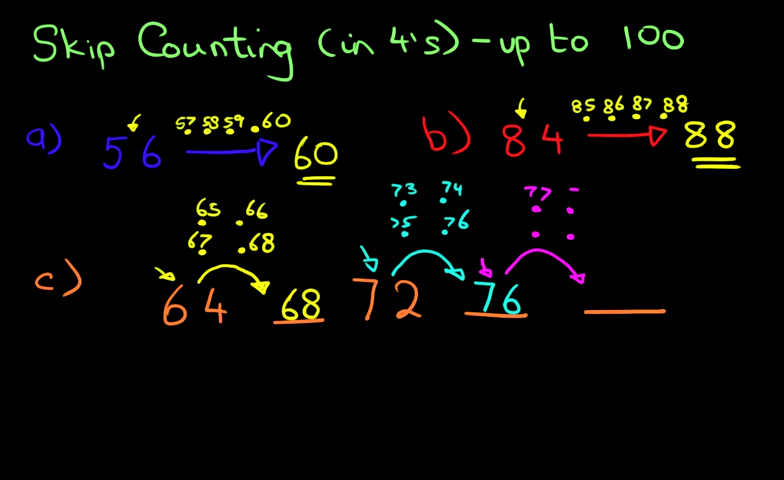 Skip Counting (in 4's) - up to 100
a) 56 57 58 59 60 60
b) 84 85 86 87 88 88
65 66 73 74 77 -
67 68 75 76
c) 64 68 72 76